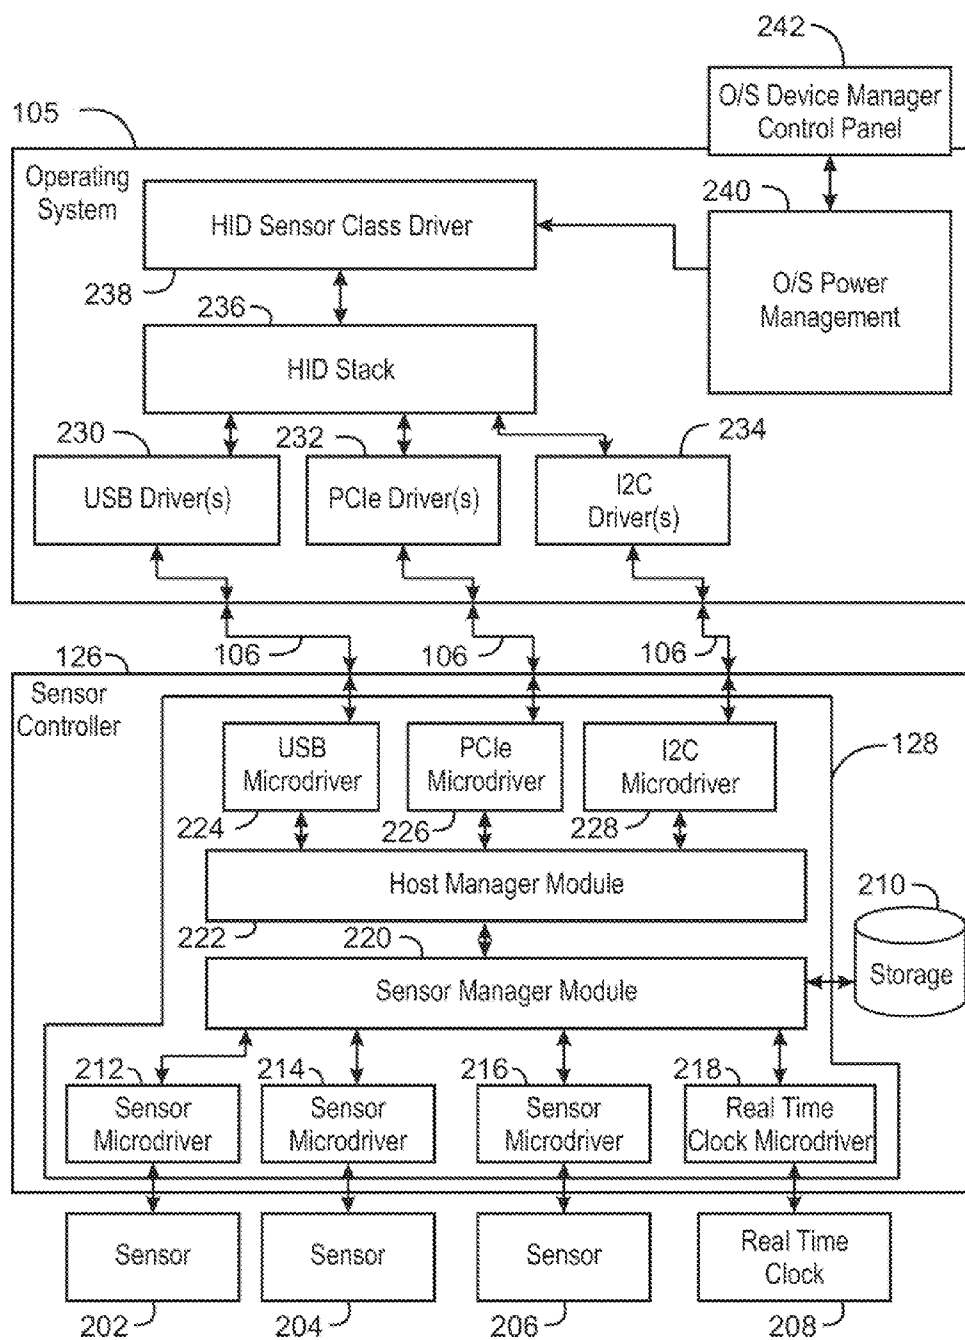 242
O/S Device Manager
Control Panel
105
Operating
System
240
HID Sensor Class Driver
O/S Power
Management
238
236
HID Stack
230
232
234
USB Driver(s)
PCIe Driver(s)
I2C
Driver(s)
106
106
106
126
Sensor
Controller
USB
Microdriver
PCIe
Microdriver
I2C
Microdriver
128
224
226
228
Host Manager Module
210
222
220
Storage
Sensor Manager Module
212
214
216
218
Sensor
Microdriver
Sensor
Microdriver
Sensor
Microdriver
Real Time
Clock Microdriver
Sensor
Sensor
Sensor
Real Time
Clock
202
204
206
208